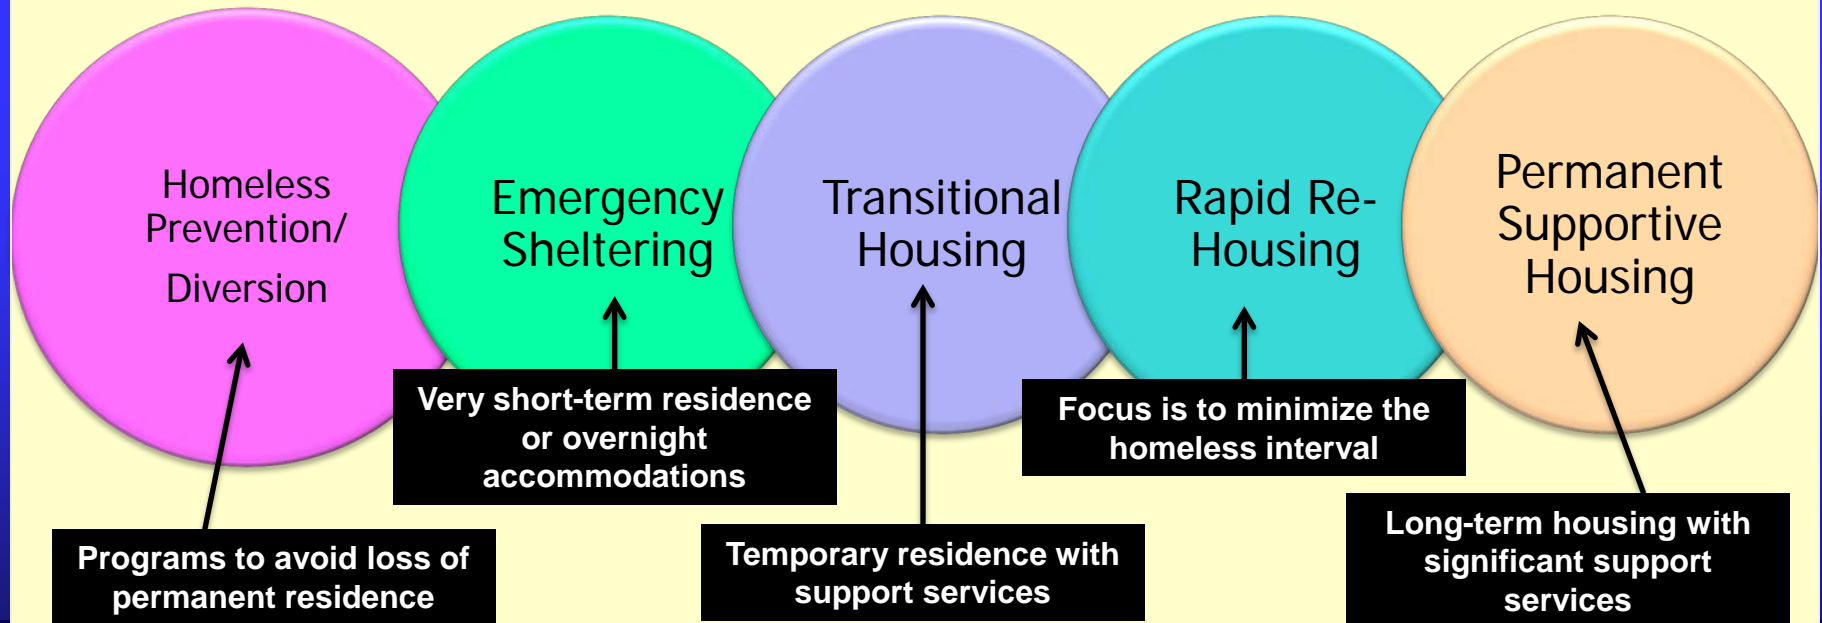 Homeless
Prevention/
Diversion
Emergency
Sheltering
Transitional
Housing
Rapid Re-
Housing
Permanent
Supportive
Housing
Very short-term residence
or overnight
accommodations
Focus is to minimize the
homeless interval
Long-term housing with
significant support
services
Programs to avoid loss of
permanent residence
Temporary residence with
support services